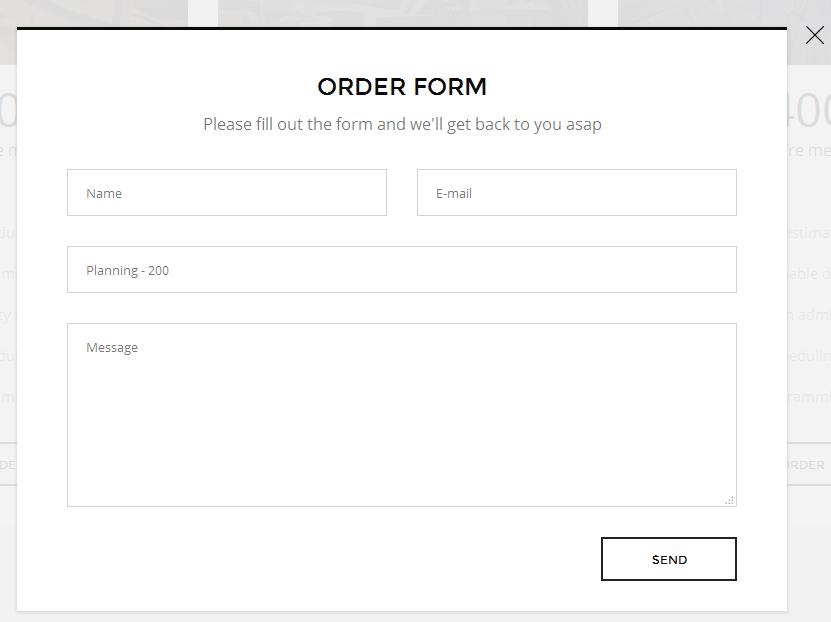 ORDER FORM
Please fill out the form and we'll get back to you asap
Name
E-mail
Planning - 200
Message
SEND
ORDER